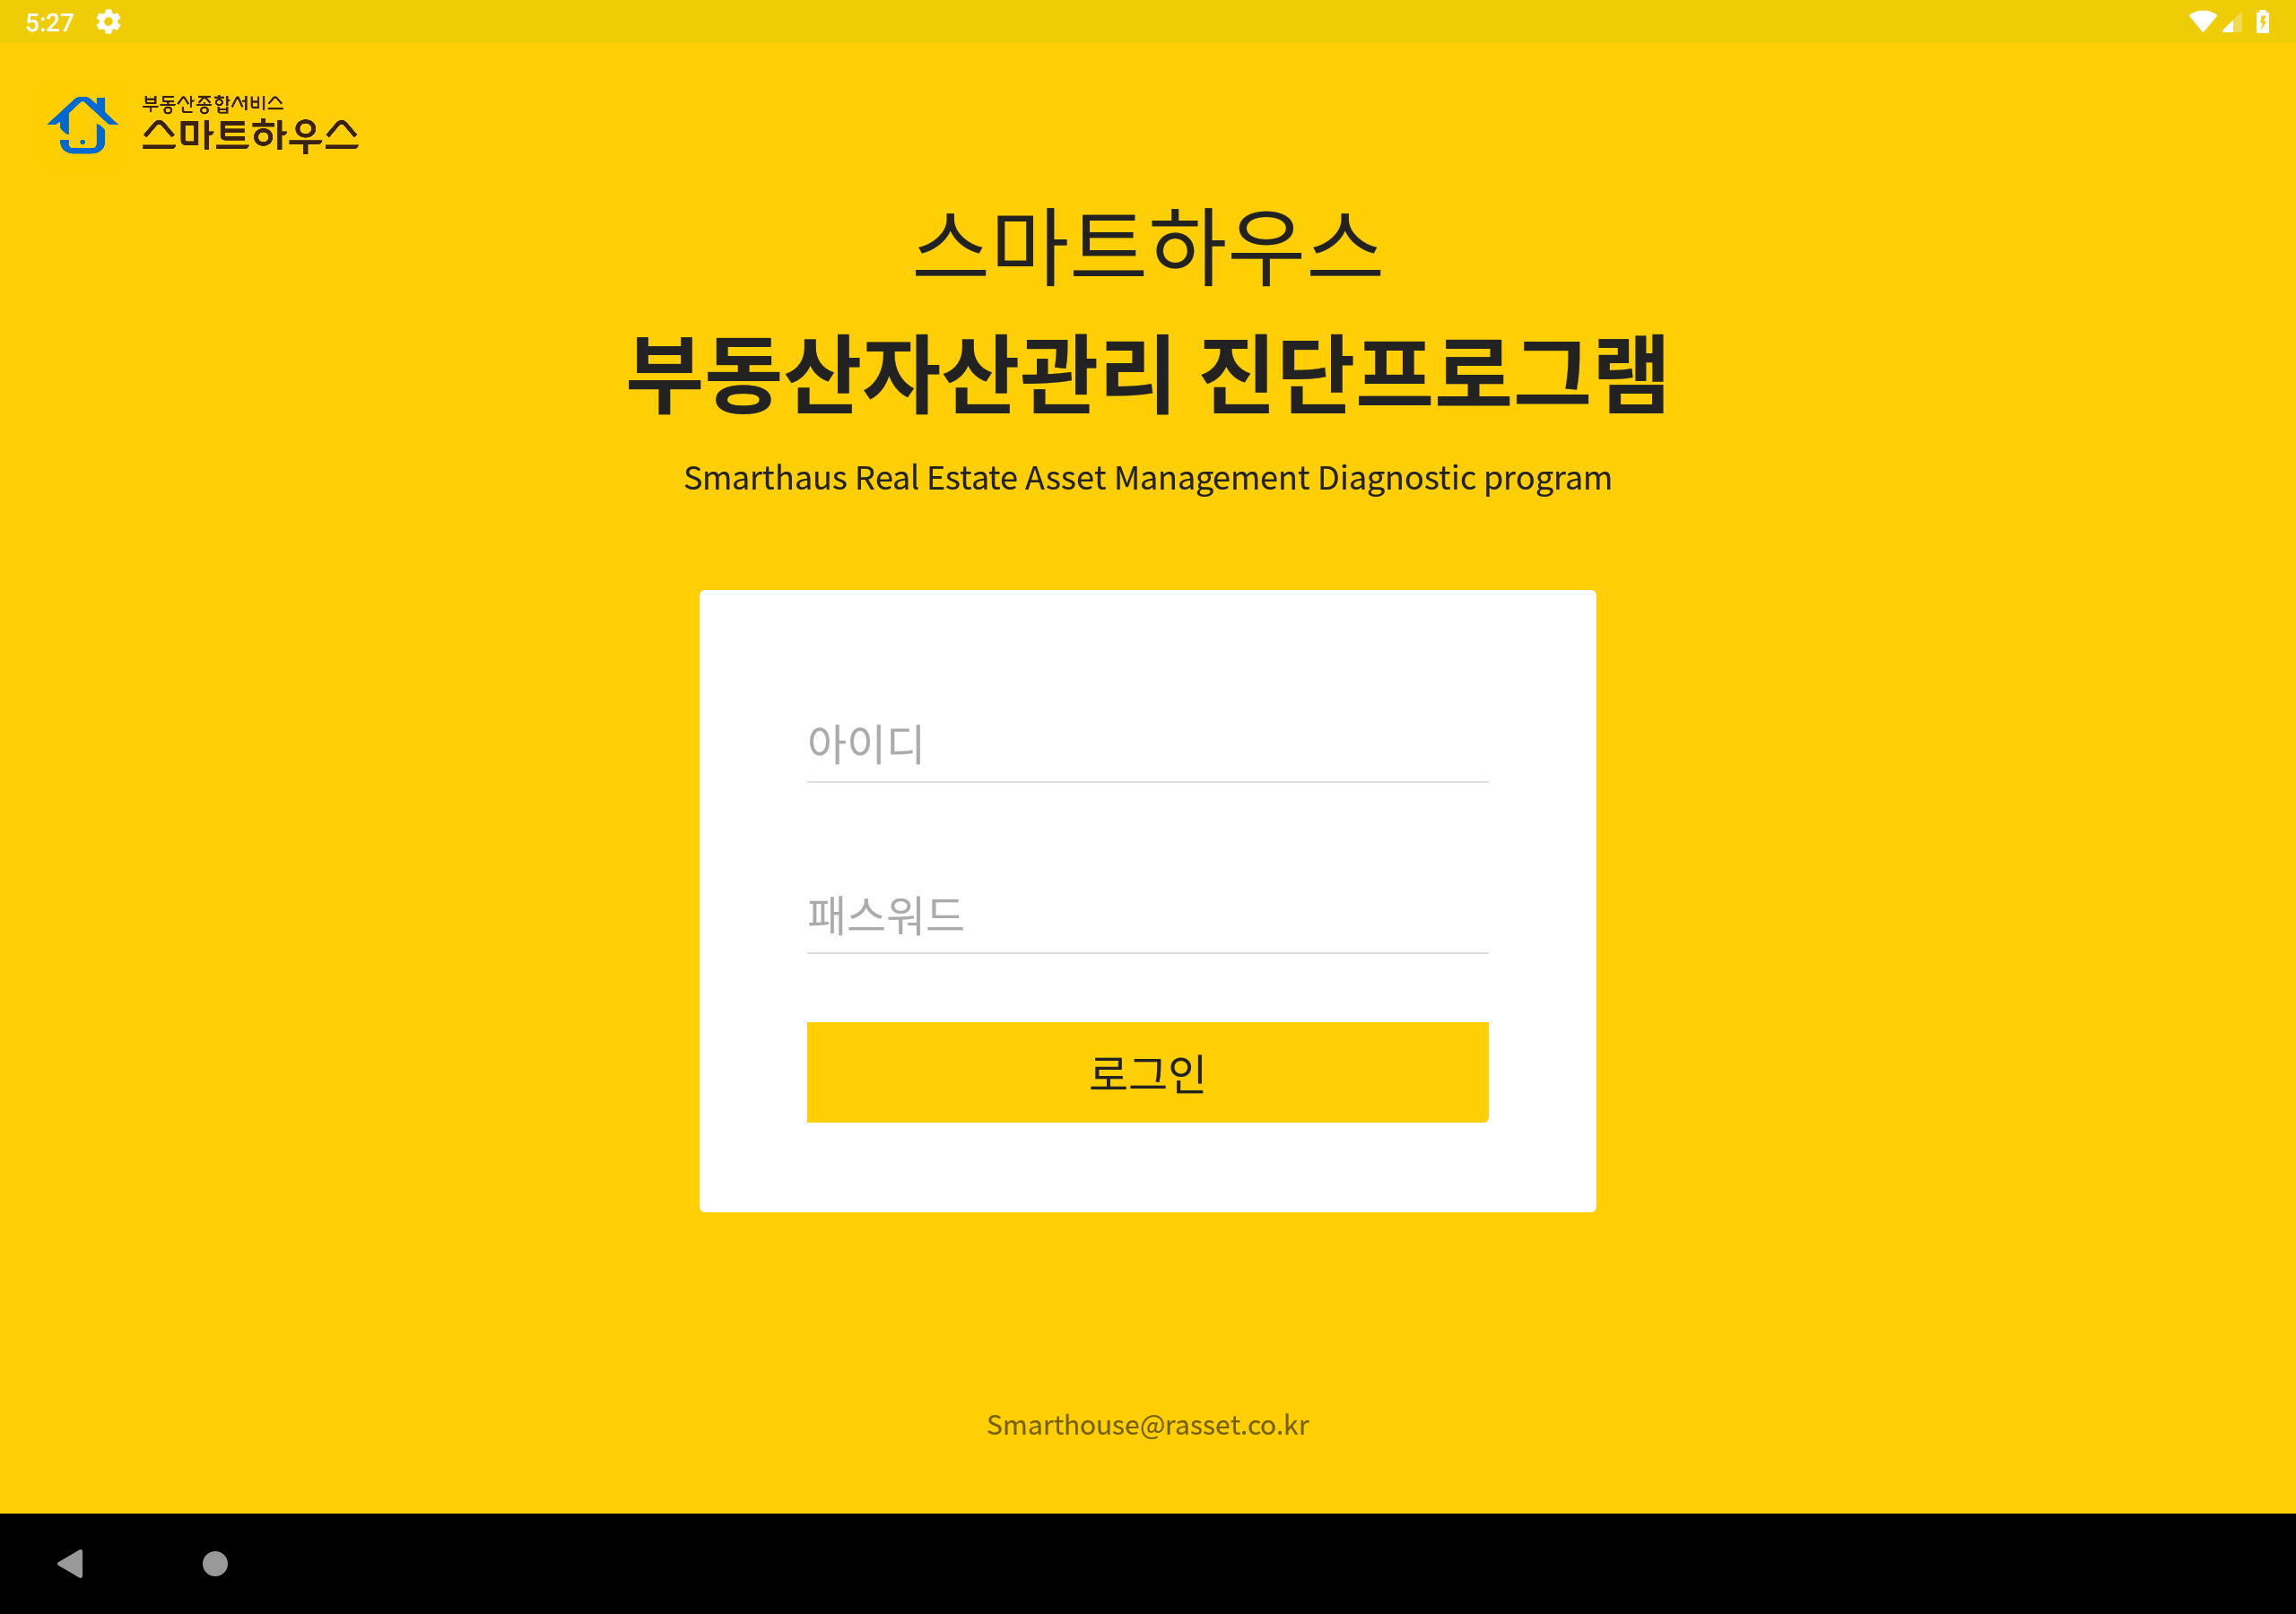 5:27
부동산종합서비스
스마트하우스
스마트하우스
부동산자산관리 진단프로그램
Smarthaus Real Estate Asset Management Diagnostic program
아이디
패스워드
로그인
Smarthouse@rasset.co.kr